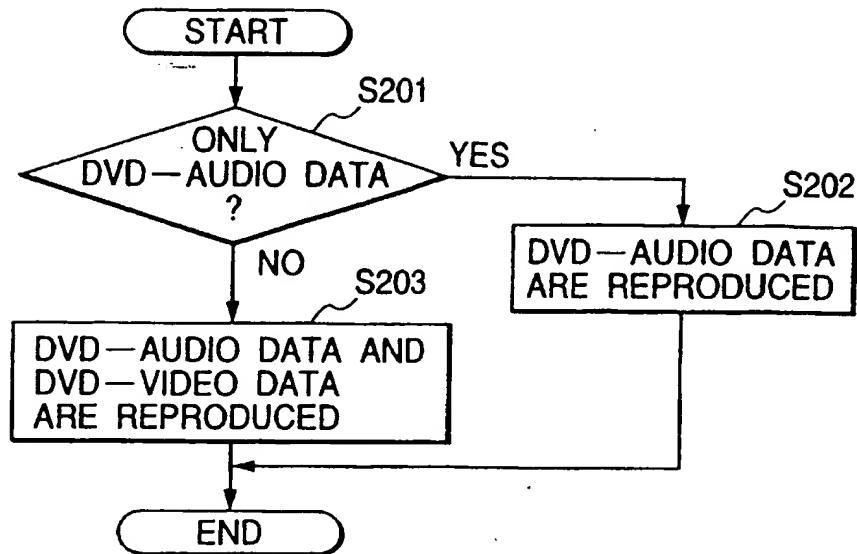 START
S201
ONLY
DVD—AUDIO DATA
?
YES
NO
S202
DVD—AUDIO DATA
ARE REPRODUCED
S203
DVD—AUDIO DATA AND
DVD—VIDEO DATA
ARE REPRODUCED
END